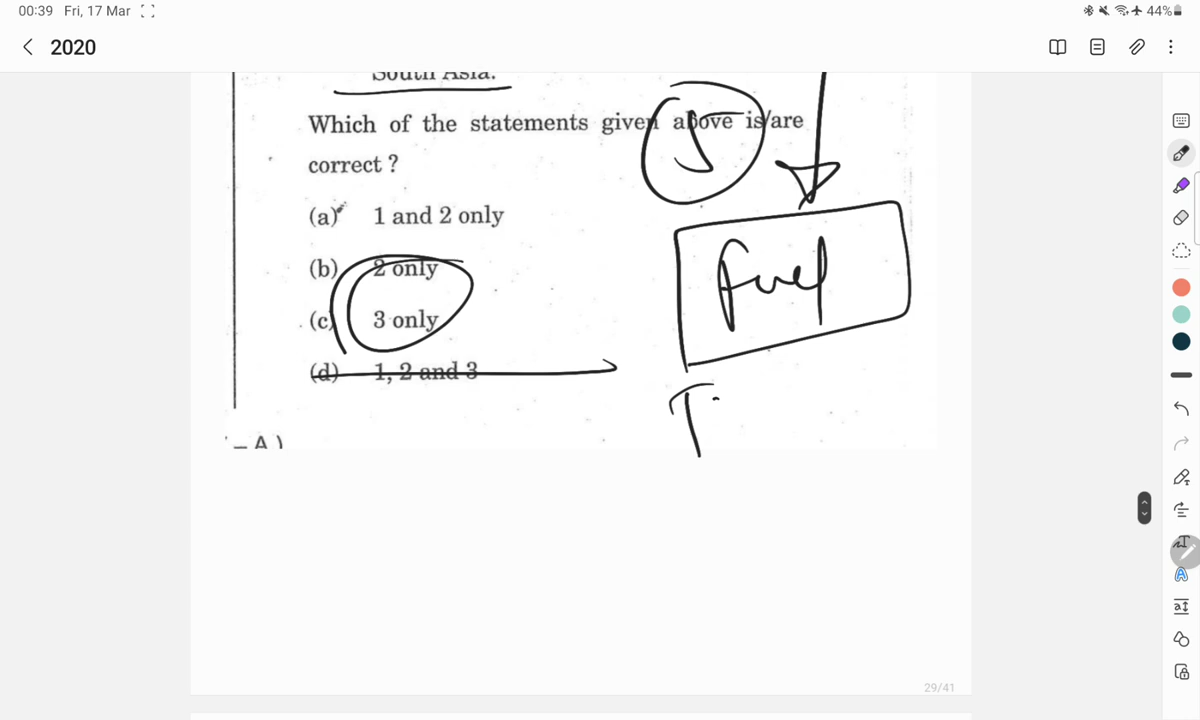 00:39 Fri, 17 Mar
44%
2020
South Asia.
Which of the statements given above is/are
correct ?
(a) 1 and 2 only
(b) 2 only
(c) 3 only
(d) 1, 2 and 3
– A )
5
fuel
T
29/41